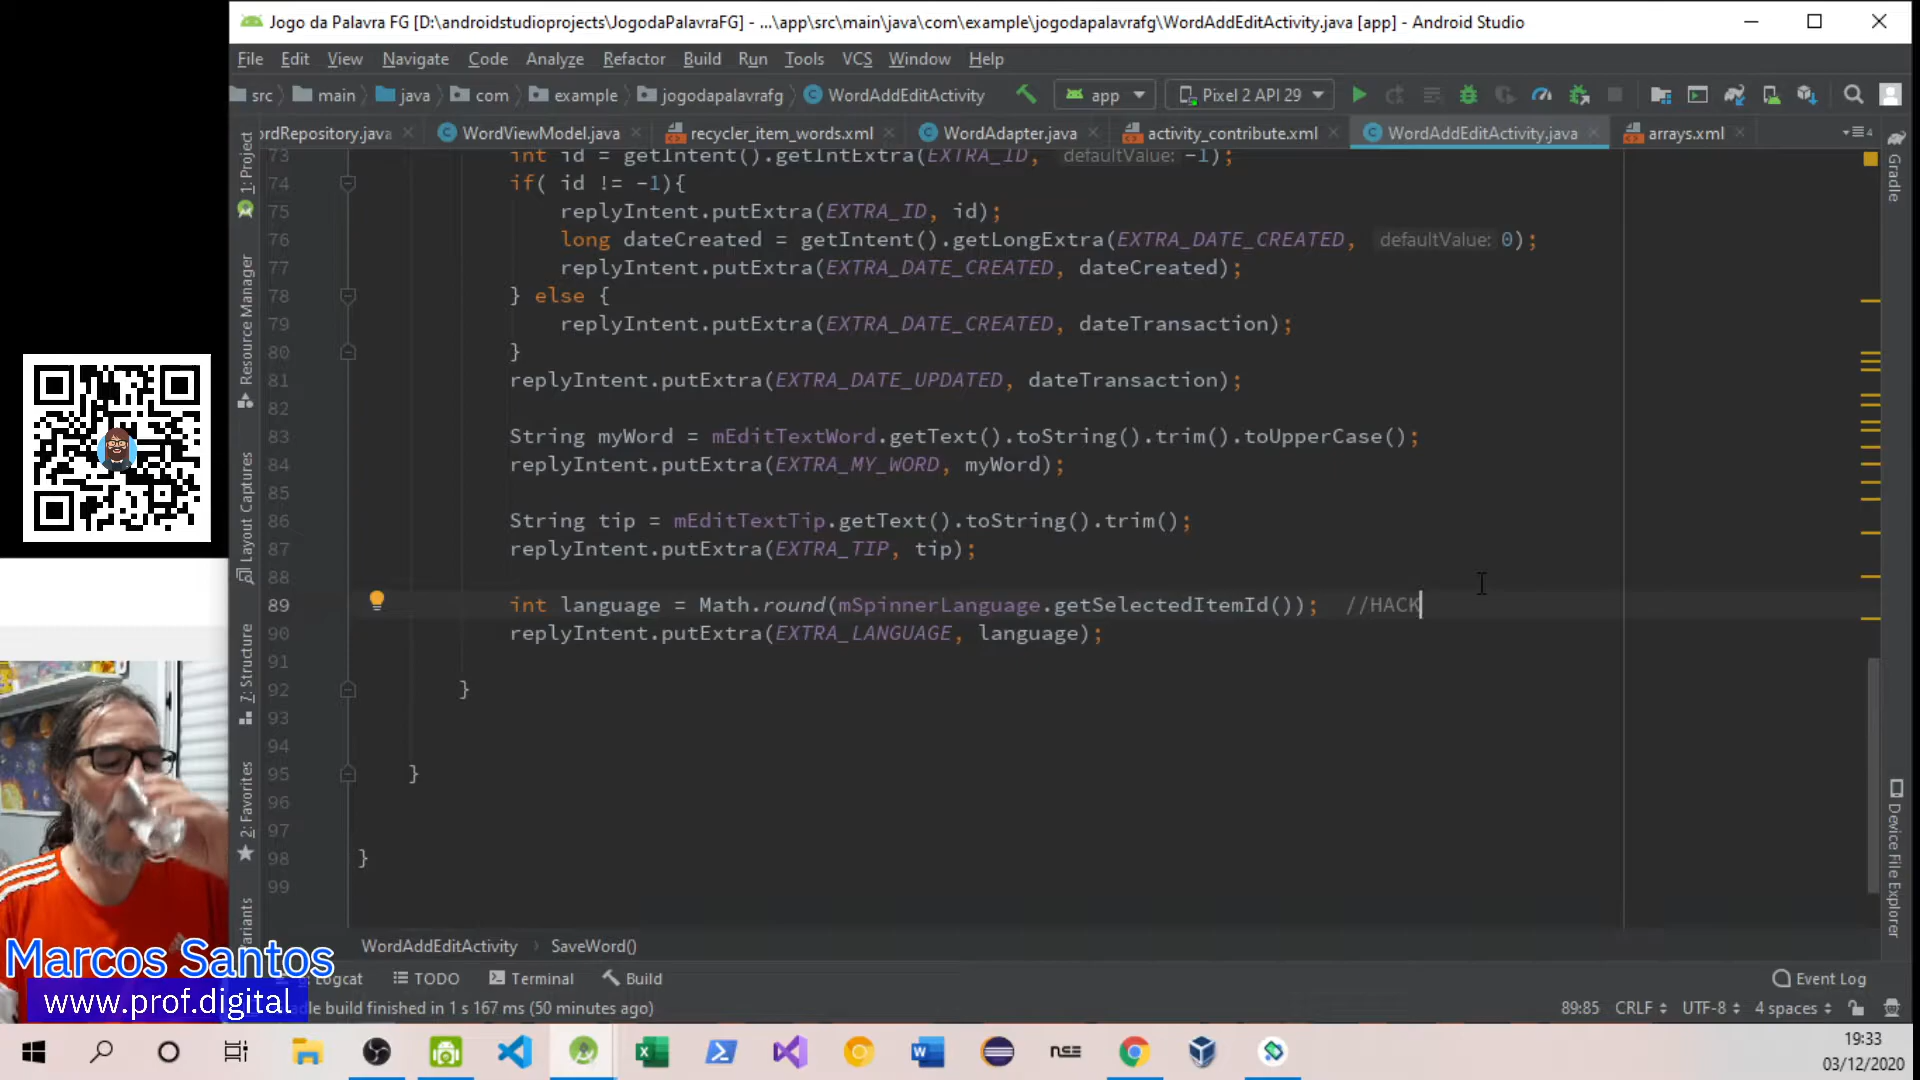 Jogo da Palavra FG [D:\androidstudioprojects\JogodaPalavraFG] - ...\app\src\main\java\com\example\jogodapalavrafg\WordAddEditActivity.java [app] - Android Studio
File Edit View Navigate Code Analyze Refactor Build Run Tools VCS Window Help
src main java com example jogodapalavrafg WordAddEditActivity app Pixel 2 API 29
ordRepository.java WordViewModel.java recycler_item_words.xml WordAdapter.java activity_contribute.xml WordAddEditActivity.java arrays.xml 4
73 int id = getIntent().getIntExtra(EXTRA_ID, defaultValue: -1);
74 if( id != -1){
75 replyIntent.putExtra(EXTRA_ID, id);
76 long dateCreated = getIntent().getLongExtra(EXTRA_DATE_CREATED, defaultValue: 0);
77 replyIntent.putExtra(EXTRA_DATE_CREATED, dateCreated);
78 } else {
79 replyIntent.putExtra(EXTRA_DATE_CREATED, dateTransaction);
80 }
81 replyIntent.putExtra(EXTRA_DATE_UPDATED, dateTransaction);
82
83 String myWord = mEditTextWord.getText().toString().trim().toUpperCase();
84 replyIntent.putExtra(EXTRA_MY_WORD, myWord);
85
86 String tip = mEditTextTip.getText().toString().trim();
87 replyIntent.putExtra(EXTRA_TIP, tip);
88
89 int language = Math.round(mSpinnerLanguage.getSelectedItemId()); //HACK
90 replyIntent.putExtra(EXTRA_LANGUAGE, language);
91
92 }
93
94
95 }
96
97
98 }
99
1: Project
Resource Manager
Layout Captures
7: Structure
2: Favorites
ariants
Gradle
Device File Explorer
WordAddEditActivity SaveWord()
Logcat TODO Terminal Build Event Log
dle build finished in 1 s 167 ms (50 minutes ago) 89:85 CRLF UTF-8 4 spaces
Marcos Santos
www.prof.digital
NSE
19:33
03/12/2020